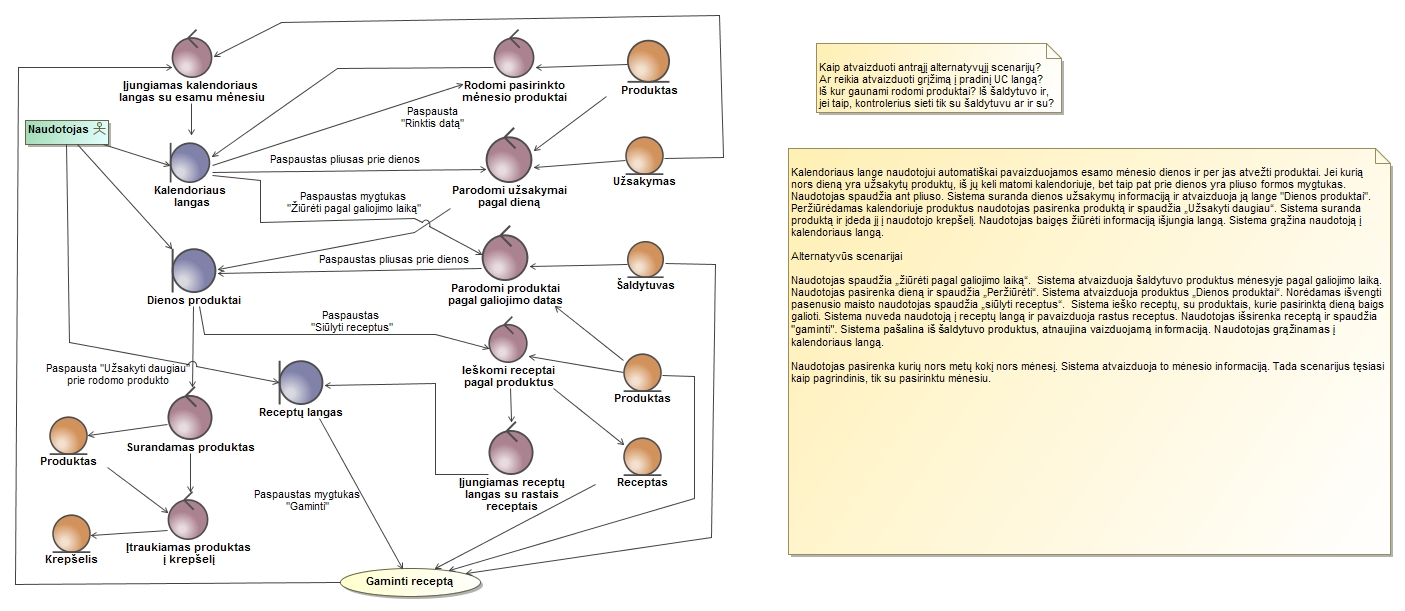 Įjungiamas kalendoriaus
langas su esamu mėnesiu
Rodomi pasirinkto
mėnesio produktai
Produktas
Naudotojas
Paspausta
"Rinktis datą"
Paspaustas pliusas prie dienos
Kalendoriaus
langas
Parodomi užsakymai
pagal dieną
Užsakymas
Paspaustas mygtukas
"Žiūrėti pagal galiojimo laiką"
Paspaustas pliusas prie dienos
Dienos produktai
Parodomi produktai
pagal galiojimo datas
Šaldytuvas
Paspaustas
"Siūlyti receptus"
Ieškomi receptai
pagal produktus
Paspausta "Užsakyti daugiau"
prie rodomo produkto
Receptų langas
Produktas
Surandamas produktas
Produktas
Įjungiamas receptų
langas su rastais
receptais
Receptas
Paspaustas mygtukas
"Gaminti"
Krepšelis
Įtraukiamas produktas
į krepšelį
Gaminti receptą
Kaip atvaizduoti antrąjį alternatyvųjį scenarijų?
Ar reikia atvaizduoti grįžimą į pradinį UC langą?
Iš kur gaunami rodomi produktai? Iš šaldytuvo ir,
jei taip, kontrolerius sieti tik su šaldytuvu ar ir su?
Kalendoriaus lange naudotojui automatiškai pavaizduojamos esamo mėnesio dienos ir per jas atvežti produktai. Jei kurią
nors dieną yra užsakytų produktų, iš jų keli matomi kalendoriuje, bet taip pat prie dienos yra pliuso formos mygtukas.
Naudotojas spaudžia ant pliuso. Sistema suranda dienos užsakymų informaciją ir atvaizduoja ją lange "Dienos produktai".
Peržiūrėdamas kalendoriuje produktus naudotojas pasirenka produktą ir spaudžia „Užsakyti daugiau“. Sistema suranda
produktą ir įdeda jį į naudotojo krepšelį. Naudotojas baigęs žiūrėti informaciją išjungia langą. Sistema grąžina naudotoją į
kalendoriaus langą.
Alternatyvūs scenarijai
Naudotojas spaudžia „žiūrėti pagal galiojimo laiką“.  Sistema atvaizduoja šaldytuvo produktus mėnesyje pagal galiojimo laiką.
Naudotojas pasirenka dieną ir spaudžia „Peržiūrėti“. Sistema atvaizduoja produktus „Dienos produktai“. Norėdamas išvengti
pasenusio maisto naudotojas spaudžia „siūlyti receptus“.  Sistema ieško receptų, su produktais, kurie pasirinktą dieną baigs
galioti. Sistema nuveda naudotoją į receptų langą ir pavaizduoja rastus receptus. Naudotojas išsirenka receptą ir spaudžia
"gaminti". Sistema pašalina iš šaldytuvo produktus, atnaujina vaizduojamą informaciją. Naudotojas grąžinamas į
kalendoriaus langą.
Naudotojas pasirenka kurių nors metų kokį nors mėnesį. Sistema atvaizduoja to mėnesio informaciją. Tada scenarijus tęsiasi
kaip pagrindinis, tik su pasirinktu mėnesiu.